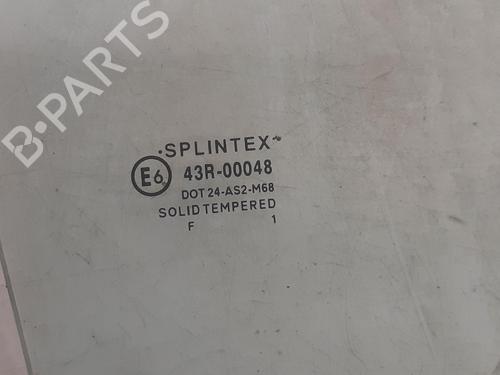 B-PARTS
·SPLINTEX
E6 43R-00048
DOT 24-AS2-M68
SOLID TEMPERED
F 1